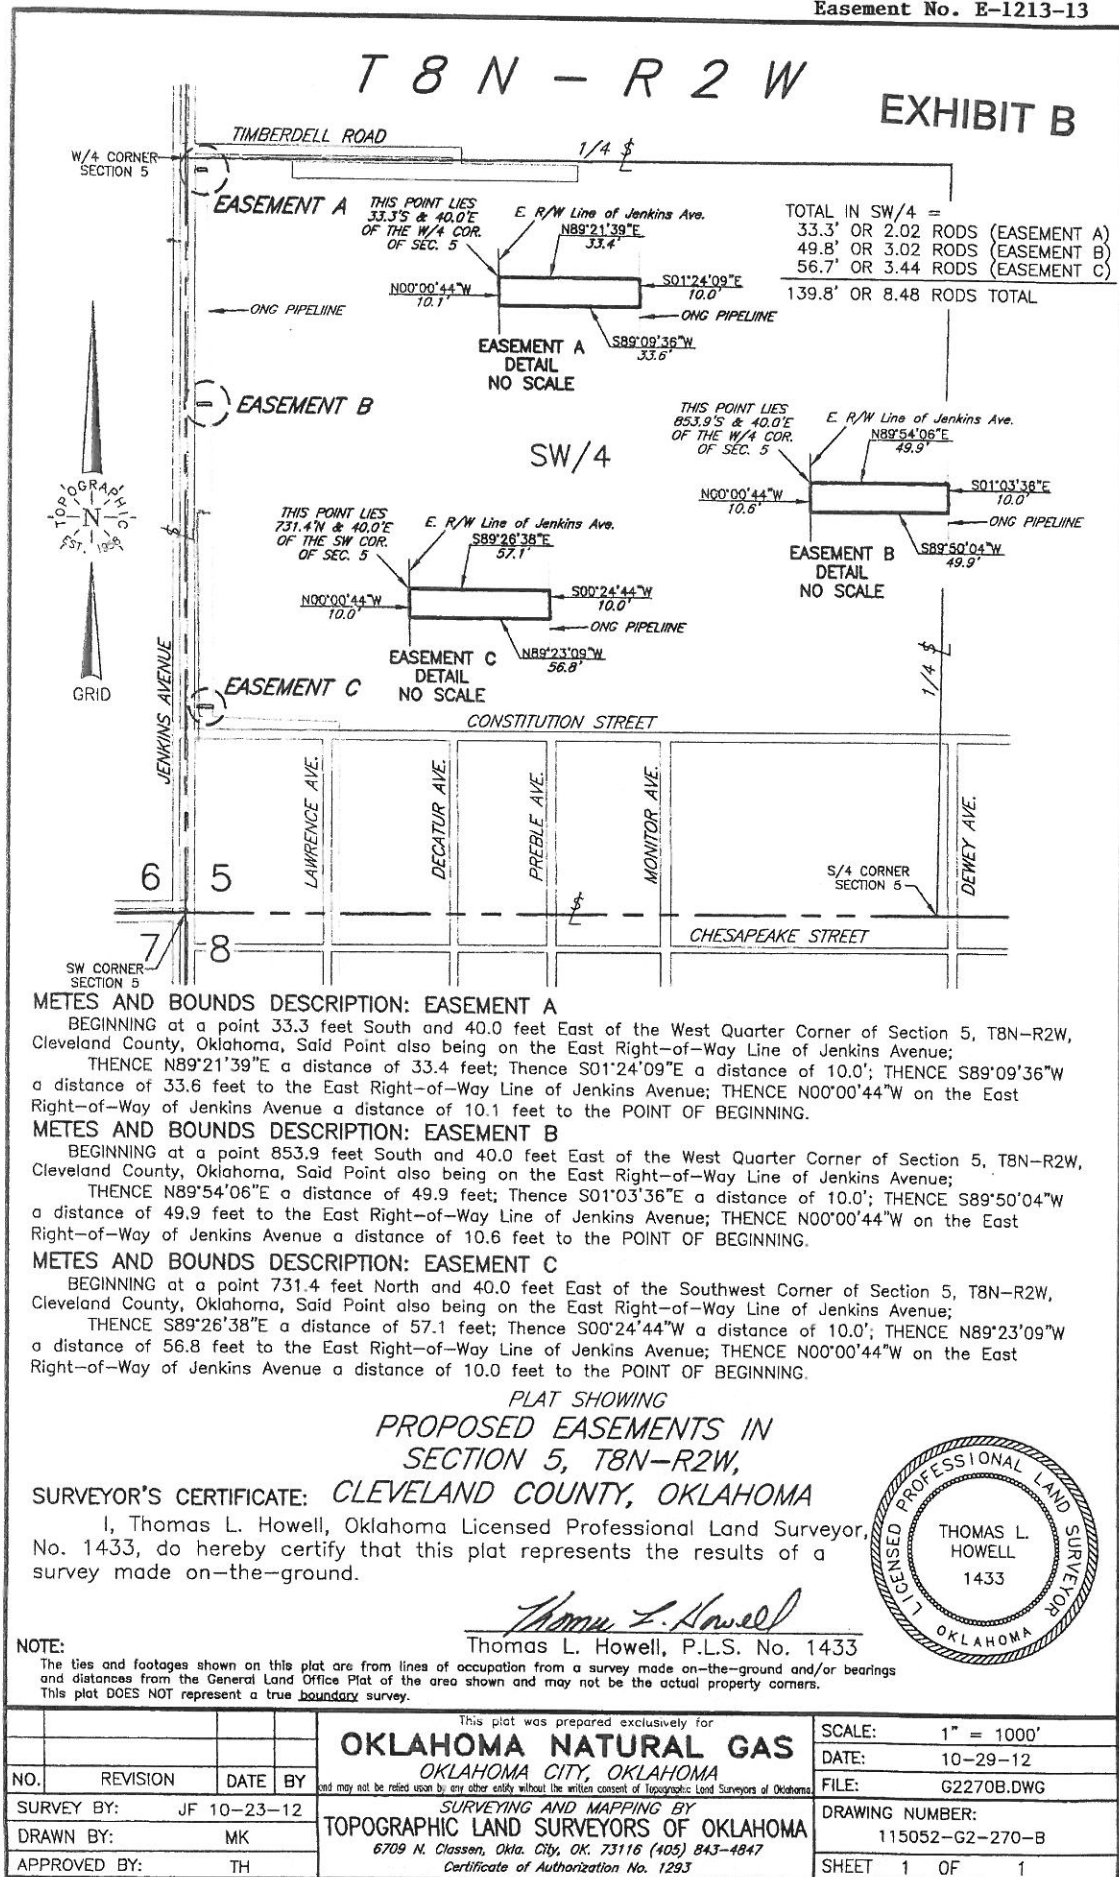 Easement No. E-1213-13
T 8 N - R 2 W
EXHIBIT B
TIMBERDELL ROAD
1/4
W/4 CORNER
SECTION 5
EASEMENT A
THIS POINT LIES
33.3'S & 40.0'E
OF THE W/4 COR.
OF SEC. 5
E. R/W Line of Jenkins Ave.
N89°21'39"E
33.4'
N00°00'44"W
10.1'
S01°24'09"E
10.0'
ONG PIPELINE
ONG PIPELINE
S89°09'36"W
33.6'
EASEMENT A
DETAIL
NO SCALE
TOTAL IN SW/4 =
33.3' OR 2.02 RODS (EASEMENT A)
49.8' OR 3.02 RODS (EASEMENT B)
56.7' OR 3.44 RODS (EASEMENT C)
139.8' OR 8.48 RODS TOTAL
EASEMENT B
SW/4
THIS POINT LIES
853.9'S & 40.0'E
OF THE W/4 COR.
OF SEC. 5
E. R/W Line of Jenkins Ave.
N89°54'06"E
49.9'
N00°00'44"W
10.6'
S01°03'36"E
10.0'
ONG PIPELINE
S89°50'04"W
49.9'
EASEMENT B
DETAIL
NO SCALE
TOPOGRAPHIC
N
EST. 1958
GRID
THIS POINT LIES
731.4'N & 40.0'E
OF THE SW COR.
OF SEC. 5
E. R/W Line of Jenkins Ave.
S89°26'38"E
57.1'
N00°00'44"W
10.0'
S00°24'44"W
10.0'
ONG PIPELINE
N89°23'09"W
56.8'
EASEMENT C
DETAIL
NO SCALE
EASEMENT C
1/4
JENKINS AVENUE
CONSTITUTION STREET
LAWRENCE AVE.
DECATUR AVE.
PREBLE AVE.
MONITOR AVE.
DEWEY AVE.
S/4 CORNER
SECTION 5
6 5
7 8
CHESAPEAKE STREET
SW CORNER
SECTION 5
METES AND BOUNDS DESCRIPTION: EASEMENT A
BEGINNING at a point 33.3 feet South and 40.0 feet East of the West Quarter Corner of Section 5, T8N-R2W,
Cleveland County, Oklahoma, Said Point also being on the East Right-of-Way Line of Jenkins Avenue;
THENCE N89°21'39"E a distance of 33.4 feet; Thence S01°24'09"E a distance of 10.0'; THENCE S89°09'36"W
a distance of 33.6 feet to the East Right-of-Way Line of Jenkins Avenue; THENCE N00°00'44"W on the East
Right-of-Way of Jenkins Avenue a distance of 10.1 feet to the POINT OF BEGINNING.
METES AND BOUNDS DESCRIPTION: EASEMENT B
BEGINNING at a point 853.9 feet South and 40.0 feet East of the West Quarter Corner of Section 5, T8N-R2W,
Cleveland County, Oklahoma, Said Point also being on the East Right-of-Way Line of Jenkins Avenue;
THENCE N89°54'06"E a distance of 49.9 feet; Thence S01°03'36"E a distance of 10.0'; THENCE S89°50'04"W
a distance of 49.9 feet to the East Right-of-Way Line of Jenkins Avenue; THENCE N00°00'44"W on the East
Right-of-Way of Jenkins Avenue a distance of 10.6 feet to the POINT OF BEGINNING.
METES AND BOUNDS DESCRIPTION: EASEMENT C
BEGINNING at a point 731.4 feet North and 40.0 feet East of the Southwest Corner of Section 5, T8N-R2W,
Cleveland County, Oklahoma, Said Point also being on the East Right-of-Way Line of Jenkins Avenue;
THENCE S89°26'38"E a distance of 57.1 feet; Thence S00°24'44"W a distance of 10.0'; THENCE N89°23'09"W
a distance of 56.8 feet to the East Right-of-Way Line of Jenkins Avenue; THENCE N00°00'44"W on the East
Right-of-Way of Jenkins Avenue a distance of 10.0 feet to the POINT OF BEGINNING.
PLAT SHOWING
PROPOSED EASEMENTS IN
SECTION 5, T8N-R2W,
CLEVELAND COUNTY, OKLAHOMA
SURVEYOR'S CERTIFICATE:
I, Thomas L. Howell, Oklahoma Licensed Professional Land Surveyor,
No. 1433, do hereby certify that this plat represents the results of a
survey made on-the-ground.
LICENSED PROFESSIONAL LAND SURVEYOR
THOMAS L.
HOWELL
1433
OKLAHOMA
Thomas L. Howell
Thomas L. Howell, P.L.S. No. 1433
NOTE:
The ties and footages shown on this plat are from lines of occupation from a survey made on-the-ground and/or bearings
and distances from the General Land Office Plat of the area shown and may not be the actual property corners.
This plat DOES NOT represent a true boundary survey.
NO. REVISION DATE BY
SURVEY BY: JF 10-23-12
DRAWN BY: MK
APPROVED BY: TH
This plat was prepared exclusively for
OKLAHOMA NATURAL GAS
OKLAHOMA CITY, OKLAHOMA
and may not be relied upon by any other entity without the written consent of Topographic Land Surveyors of Oklahoma.
SURVEYING AND MAPPING BY
TOPOGRAPHIC LAND SURVEYORS OF OKLAHOMA
6709 N. Classen, Okla. City, OK. 73116 (405) 843-4847
Certificate of Authorization No. 1293
SCALE: 1" = 1000'
DATE: 10-29-12
FILE: G2270B.DWG
DRAWING NUMBER:
115052-G2-270-B
SHEET 1 OF 1